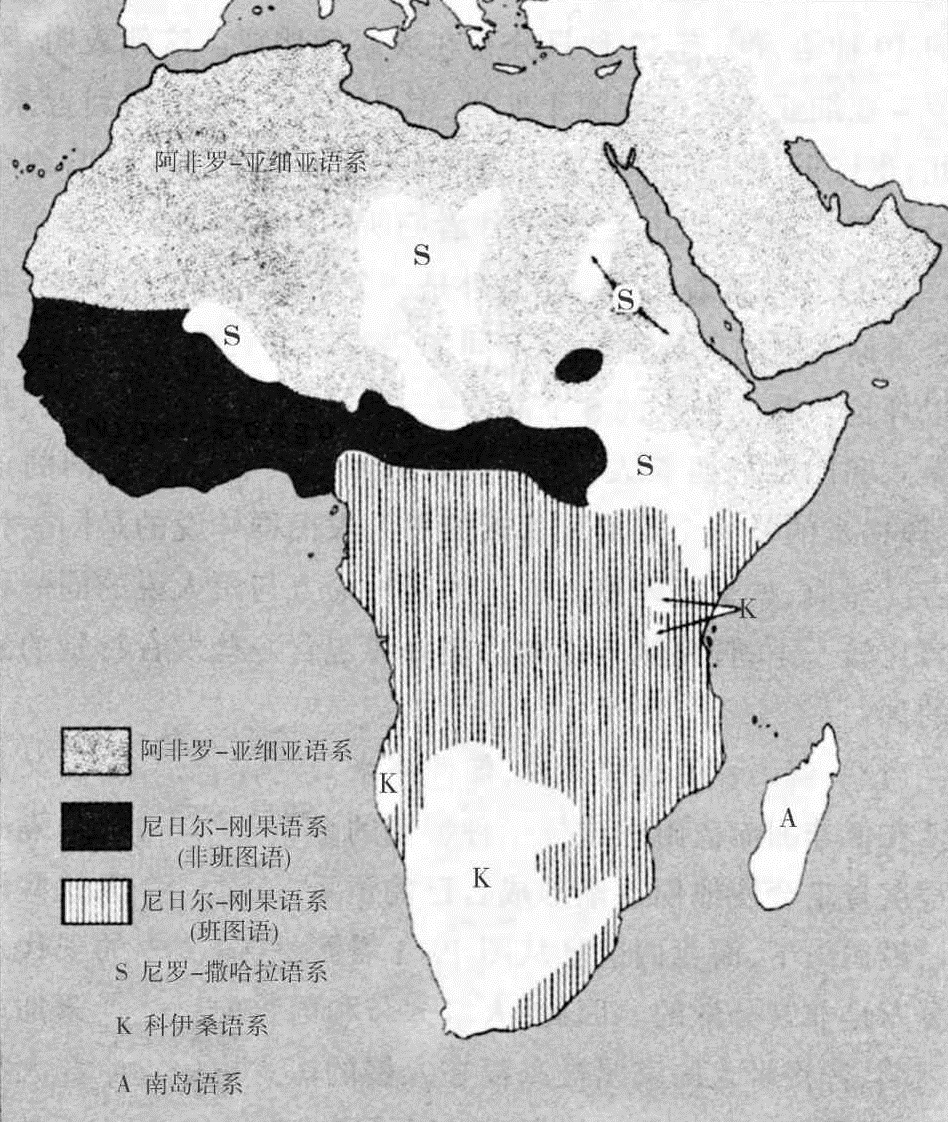 阿非罗-亚细亚语系
S
S
S
S
K
K
K
A
阿非罗-亚细亚语系
尼日尔-刚果语系
(非班图语)
尼日尔-刚果语系
(班图语)
S 尼罗-撒哈拉语系
K 科伊桑语系
A 南岛语系